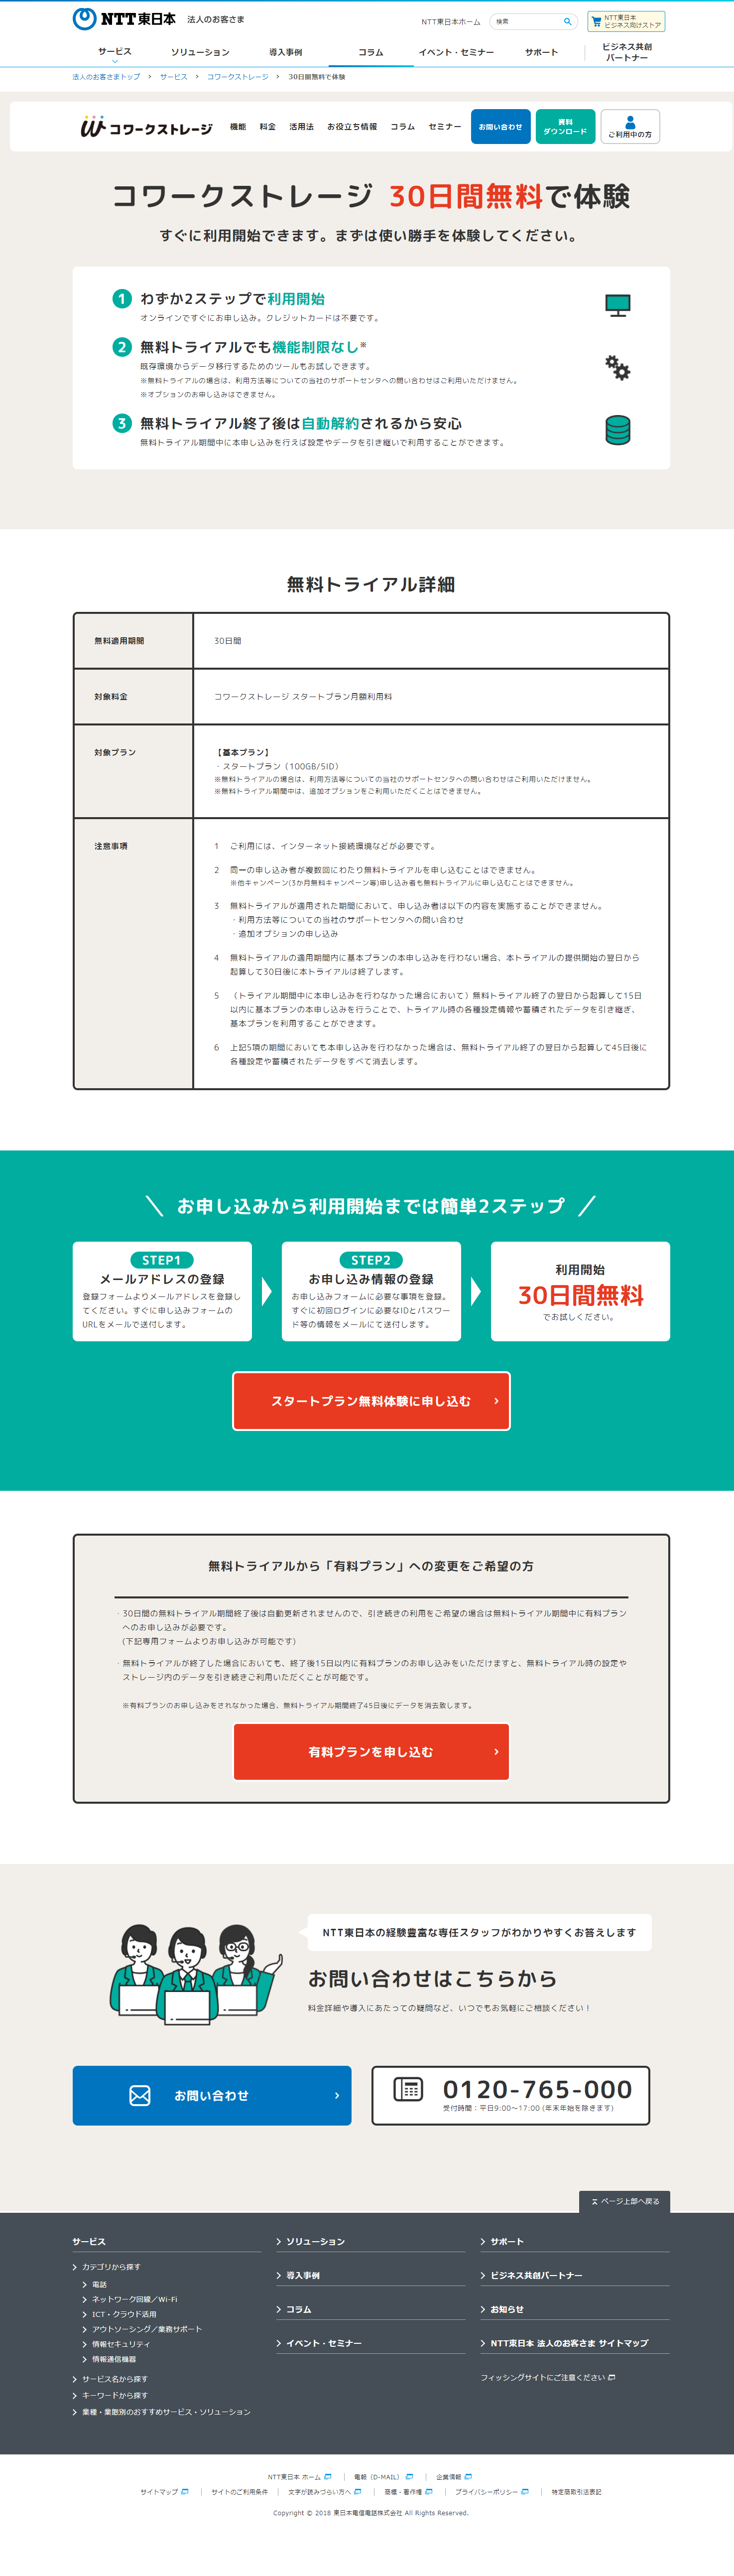 NTT東日本 法人のお客さま
NTT東日本ホーム
検索
NTT東日本
ビジネス向けストア
サービス
ソリューション
導入事例
コラム
イベント・セミナー
サポート
ビジネス共創
パートナー
法人のお客さまトップ > サービス > コワークストレージ > 30日間無料で体験
コワークストレージ
機能
料金
活用法
お役立ち情報
コラム
セミナー
お問い合わせ
資料
ダウンロード
ご利用中の方
コワークストレージ 30日間無料で体験
すぐに利用開始できます。まずは使い勝手を体験してください。
1 わずか2ステップで利用開始
オンラインですぐにお申し込み。クレジットカードは不要です。
2 無料トライアルでも機能制限なし※
既存環境からデータ移行するためのツールもお試しできます。
※無料トライアルの場合は、利用方法等についての当社のサポートセンタへの問い合わせはご利用いただけません。
※オプションのお申し込みはできません。
3 無料トライアル終了後は自動解約されるから安心
無料トライアル期間中に本申し込みを行えば設定やデータを引き継いで利用することができます。
無料トライアル詳細
無料適用期間
30日間
対象料金
コワークストレージ スタートプラン月額利用料
対象プラン
【基本プラン】
・スタートプラン（100GB/5ID）
※無料トライアルの場合は、利用方法等についての当社のサポートセンタへの問い合わせはご利用いただけません。
※無料トライアル期間中は、追加オプションをご利用いただくことはできません。
注意事項
1 ご利用には、インターネット接続環境などが必要です。
2 同一の申し込み者が複数回にわたり無料トライアルを申し込むことはできません。
※他キャンペーン(3か月無料キャンペーン等)申し込み者も無料トライアルに申し込むことはできません。
3 無料トライアルが適用された期間において、申し込み者は以下の内容を実施することができません。
・利用方法等についての当社のサポートセンタへの問い合わせ
・追加オプションの申し込み
4 無料トライアルの適用期間内に基本プランの本申し込みを行わない場合、本トライアルの提供開始の翌日から
起算して30日後に本トライアルは終了します。
5 （トライアル期間中に本申し込みを行わなかった場合において）無料トライアル終了の翌日から起算して15日
以内に基本プランの本申し込みを行うことで、トライアル時の各種設定情報や蓄積されたデータを引き継ぎ、
基本プランを利用することができます。
6 上記5項の期間においても本申し込みを行わなかった場合は、無料トライアル終了の翌日から起算して45日後に
各種設定や蓄積されたデータをすべて消去します。
お申し込みから利用開始までは簡単2ステップ
STEP1
メールアドレスの登録
登録フォームよりメールアドレスを登録し
てください。すぐに申し込みフォームの
URLをメールで送付します。
STEP2
お申し込み情報の登録
お申し込みフォームに必要な事項を登録。
すぐに初回ログインに必要なIDとパスワー
ド等の情報をメールにて送付します。
利用開始
30日間無料
でお試しください。
スタートプラン無料体験に申し込む
無料トライアルから「有料プラン」への変更をご希望の方
・30日間の無料トライアル期間終了後は自動更新されませんので、引き続きの利用をご希望の場合は無料トライアル期間中に有料プラン
へのお申し込みが必要です。
(下記専用フォームよりお申し込みが可能です)
・無料トライアルが終了した場合においても、終了後15日以内に有料プランのお申し込みをいただけますと、無料トライアル時の設定や
ストレージ内のデータを引き続きご利用いただくことが可能です。
※有料プランのお申し込みをされなかった場合、無料トライアル期間終了45日後にデータを消去致します。
有料プランを申し込む
NTT東日本の経験豊富な専任スタッフがわかりやすくお答えします
お問い合わせはこちらから
料金詳細や導入にあたっての疑問など、いつでもお気軽にご相談ください！
お問い合わせ
0120-765-000
受付時間：平日9:00～17:00 (年末年始を除きます)
ページ上部へ戻る
サービス
カテゴリから探す
電話
ネットワーク回線／Wi-Fi
ICT・クラウド活用
アウトソーシング／業務サポート
情報セキュリティ
情報通信機器
サービス名から探す
キーワードから探す
業種・業態別のおすすめサービス・ソリューション
ソリューション
導入事例
コラム
イベント・セミナー
サポート
ビジネス共創パートナー
お知らせ
NTT東日本 法人のお客さま サイトマップ
フィッシングサイトにご注意ください
NTT東日本 ホーム
電報（D-MAIL）
企業情報
サイトマップ
サイトのご利用条件
文字が読みづらい方へ
商標・著作権
プライバシーポリシー
特定商取引法表記
Copyright © 2018 東日本電信電話株式会社 All Rights Reserved.